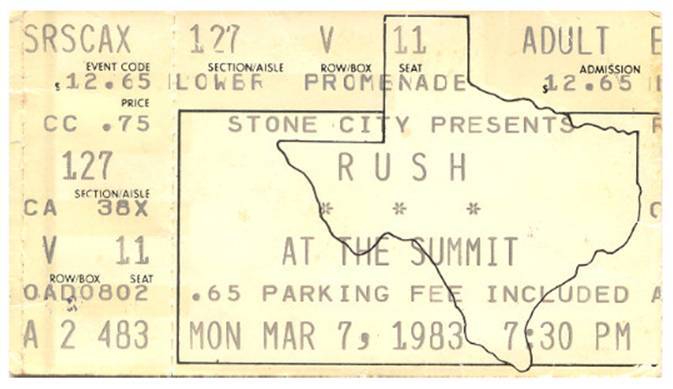 SRSCAX 127 V 11 ADULT E
EVENT CODE SECTION/AISLE ROW/BOX SEAT ADMISSION
$12.65 LOWER PROMENADE $12.65
PRICE
CC .75 STONE CITY PRESENTS
127 RUSH
SECTION/AISLE
CA 38X * * *
V 11 AT THE SUMMIT
ROW/BOX SEAT
OAD0802 .65 PARKING FEE INCLUDED A
A 2 483 MON MAR 7, 1983 7:30 PM